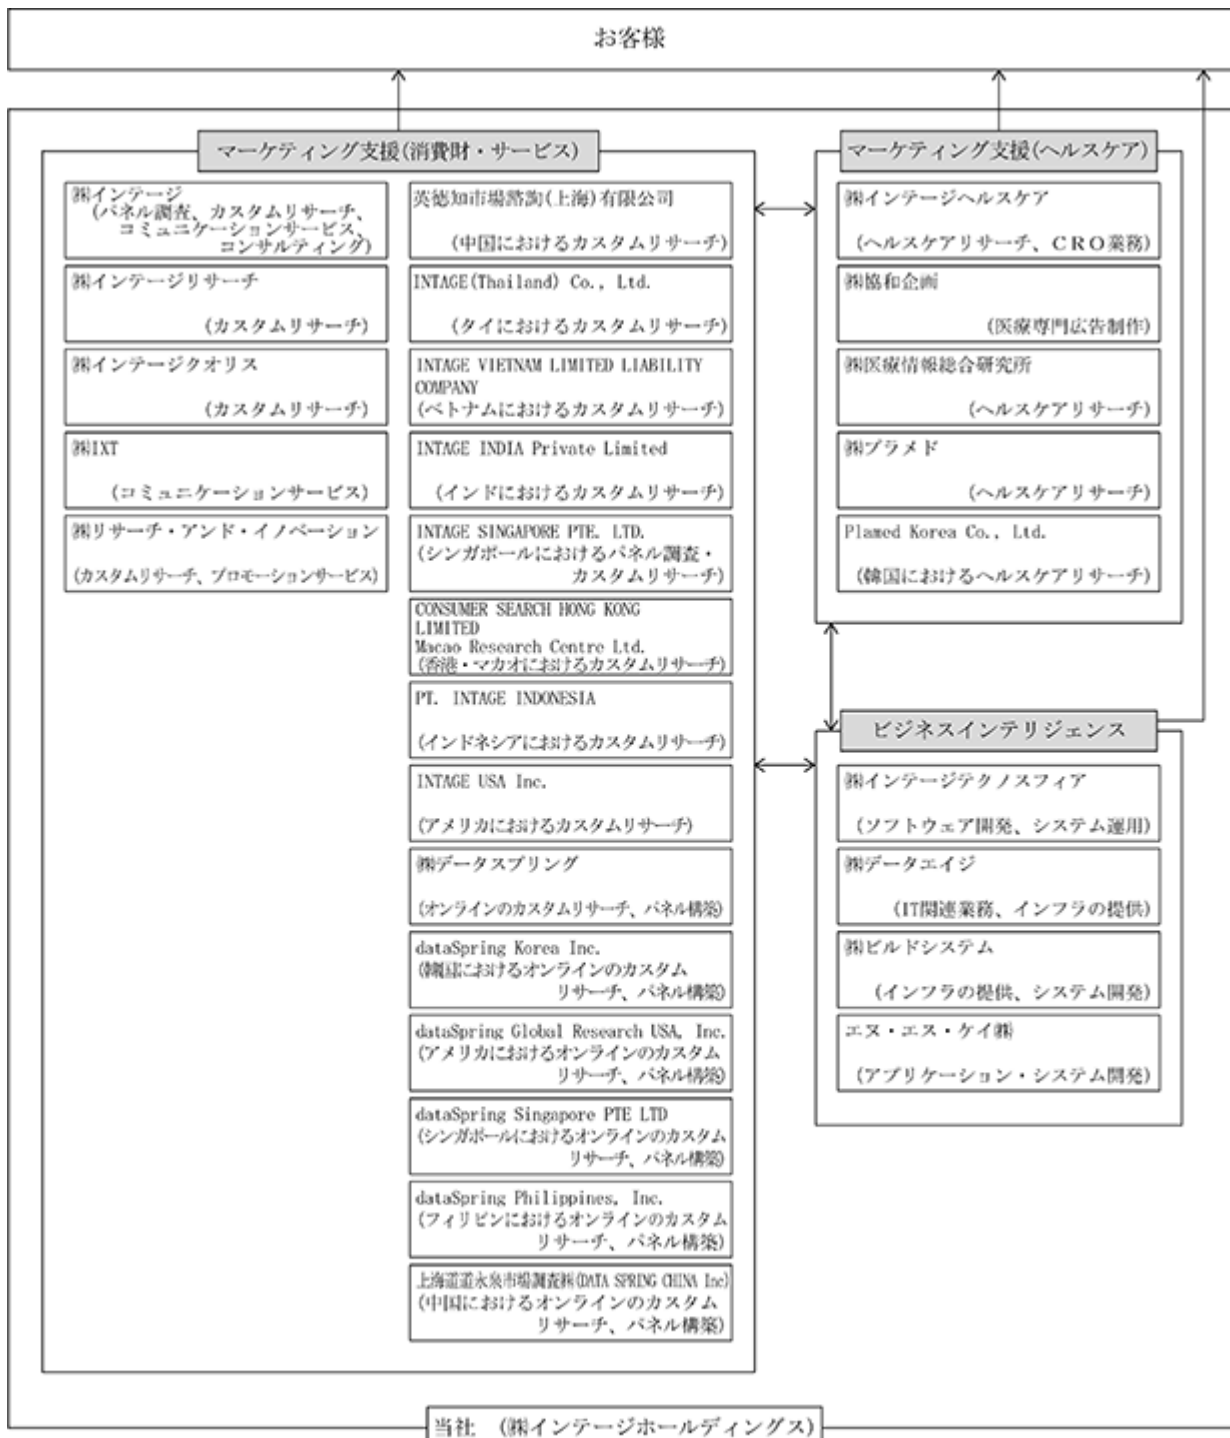 お客様
マーケティング支援(消費財・サービス)
㈱インテージ
(パネル調査、カスタムリサーチ、
コミュニケーションサービス、
コンサルティング)
㈱インテージリサーチ
(カスタムリサーチ)
㈱インテージクオリス
(カスタムリサーチ)
㈱IXT
(コミュニケーションサービス)
㈱リサーチ・アンド・イノベーション
(カスタムリサーチ、プロモーションサービス)
英徳知市場諮詢(上海)有限公司
(中国におけるカスタムリサーチ)
INTAGE(Thailand) Co., Ltd.
(タイにおけるカスタムリサーチ)
INTAGE VIETNAM LIMITED LIABILITY
COMPANY
(ベトナムにおけるカスタムリサーチ)
INTAGE INDIA Private Limited
(インドにおけるカスタムリサーチ)
INTAGE SINGAPORE PTE. LTD.
(シンガポールにおけるパネル調査・
カスタムリサーチ)
CONSUMER SEARCH HONG KONG
LIMITED
Macao Research Centre Ltd.
(香港・マカオにおけるカスタムリサーチ)
PT. INTAGE INDONESIA
(インドネシアにおけるカスタムリサーチ)
INTAGE USA Inc.
(アメリカにおけるカスタムリサーチ)
㈱データスプリング
(オンラインのカスタムリサーチ、パネル構築)
dataSpring Korea Inc.
(韓国におけるオンラインのカスタム
リサーチ、パネル構築)
dataSpring Global Research USA, Inc.
(アメリカにおけるオンラインのカスタム
リサーチ、パネル構築)
dataSpring Singapore PTE LTD
(シンガポールにおけるオンラインのカスタム
リサーチ、パネル構築)
dataSpring Philippines, Inc.
(フィリピンにおけるオンラインのカスタム
リサーチ、パネル構築)
上海道道永泉市場調査㈱(DATA SPRING CHINA Inc)
(中国におけるオンラインのカスタム
リサーチ、パネル構築)
マーケティング支援(ヘルスケア)
㈱インテージヘルスケア
(ヘルスケアリサーチ、CRO業務)
㈱協和企画
(医療専門広告制作)
㈱医療情報総合研究所
(ヘルスケアリサーチ)
㈱プラメド
(ヘルスケアリサーチ)
Plamed Korea Co., Ltd.
(韓国におけるヘルスケアリサーチ)
ビジネスインテリジェンス
㈱インテージテクノスフィア
(ソフトウェア開発、システム運用)
㈱データエイジ
(IT関連業務、インフラの提供)
㈱ビルドシステム
(インフラの提供、システム開発)
エヌ・エス・ケイ㈱
(アプリケーション・システム開発)
当社 (㈱インテージホールディングス)